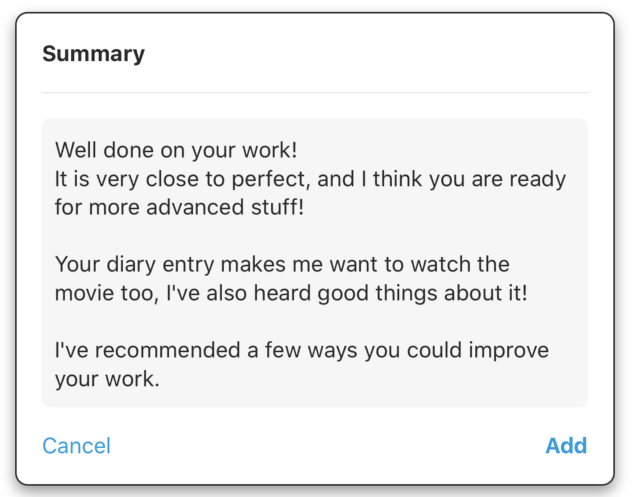 Summary
Well done on your work!
It is very close to perfect, and I think you are ready
for more advanced stuff!
Your diary entry makes me want to watch the
movie too, I've also heard good things about it!
I've recommended a few ways you could improve
your work.
Cancel
Add